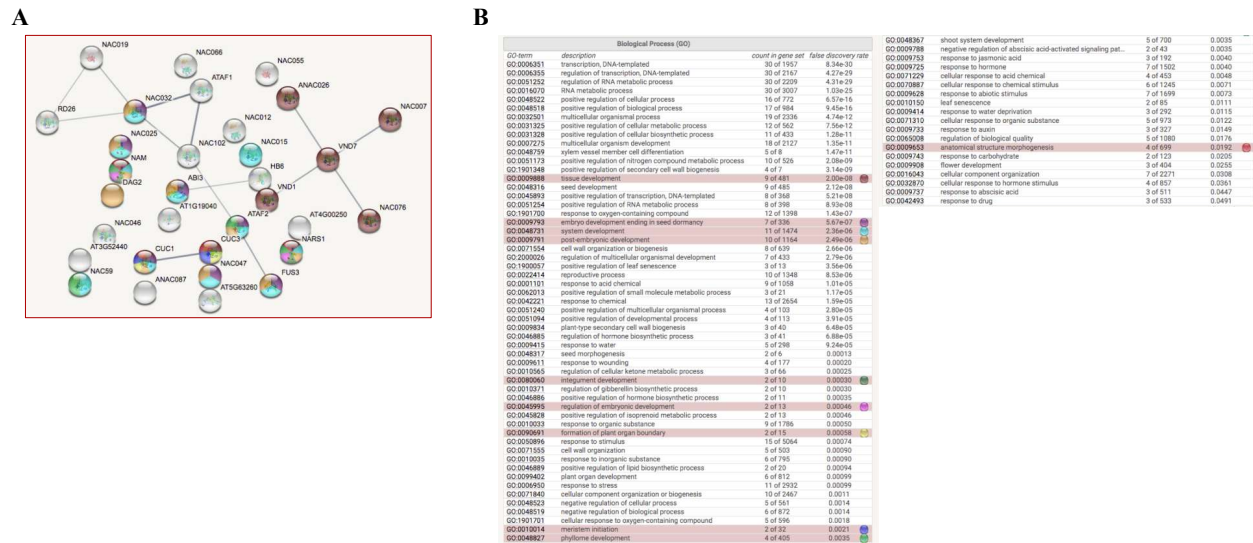 A
B
NAC019
NAC066
NAC055
ATAF1
ANAC026
NAC032
NAC007
RD26
NAC012
NAC025
NAC102
NAC015
VND7
NAM
HB6
ABI3
VND1
DAG2
AT1G19040
NAC076
ATAF2
NAC046
AT4G00250
CUC3
AT3G52440
CUC1
NARS1
NAC59
NAC047
FUS3
ANAC087
AT5G63260
Biological Process (GO)
GO-term description count in gene set false discovery rate
GO:0006351 transcription, DNA-templated 30 of 1957 8.34e-30
GO:0006355 regulation of transcription, DNA-templated 30 of 2167 4.27e-29
GO:0051252 regulation of RNA metabolic process 30 of 2209 4.31e-29
GO:0016070 RNA metabolic process 30 of 3007 1.03e-25
GO:0048522 positive regulation of cellular process 16 of 772 6.57e-16
GO:0048518 positive regulation of biological process 17 of 984 9.45e-16
GO:0032501 multicellular organismal process 19 of 2336 4.74e-12
GO:0031325 positive regulation of cellular metabolic process 12 of 562 7.56e-12
GO:0031328 positive regulation of cellular biosynthetic process 11 of 433 1.28e-11
GO:0007275 multicellular organism development 18 of 2127 1.35e-11
GO:0048759 xylem vessel member cell differentiation 5 of 8 1.47e-11
GO:0051173 positive regulation of nitrogen compound metabolic process 10 of 526 2.08e-09
GO:1901348 positive regulation of secondary cell wall biogenesis 4 of 7 3.14e-09
GO:0009888 tissue development 9 of 481 2.00e-08
GO:0048316 seed development 9 of 485 2.12e-08
GO:0045893 positive regulation of transcription, DNA-templated 8 of 368 5.21e-08
GO:0051254 positive regulation of RNA metabolic process 8 of 398 8.93e-08
GO:1901700 response to oxygen-containing compound 12 of 1398 1.43e-07
GO:0009793 embryo development ending in seed dormancy 7 of 336 5.67e-07
GO:0048731 system development 11 of 1474 2.36e-06
GO:0009791 post-embryonic development 10 of 1164 2.49e-06
GO:0071554 cell wall organization or biogenesis 8 of 639 2.66e-06
GO:2000026 regulation of multicellular organismal development 7 of 433 2.79e-06
GO:1900057 positive regulation of leaf senescence 3 of 13 3.56e-06
GO:0022414 reproductive process 10 of 1348 8.53e-06
GO:0001101 response to acid chemical 9 of 1058 1.01e-05
GO:0062013 positive regulation of small molecule metabolic process 3 of 21 1.17e-05
GO:0042221 response to chemical 13 of 2654 1.59e-05
GO:0051240 positive regulation of multicellular organismal process 4 of 103 2.80e-05
GO:0051094 positive regulation of developmental process 4 of 113 3.91e-05
GO:0009834 plant-type secondary cell wall biogenesis 3 of 40 6.48e-05
GO:0046885 regulation of hormone biosynthetic process 3 of 41 6.88e-05
GO:0009415 response to water 5 of 298 9.24e-05
GO:0048317 seed morphogenesis 2 of 6 0.00013
GO:0009611 response to wounding 4 of 177 0.00020
GO:0010565 regulation of cellular ketone metabolic process 3 of 66 0.00025
GO:0080060 integument development 2 of 10 0.00030
GO:0010371 regulation of gibberellin biosynthetic process 2 of 10 0.00030
GO:0046886 positive regulation of hormone biosynthetic process 2 of 11 0.00035
GO:0045995 regulation of embryonic development 2 of 13 0.00046
GO:0045828 positive regulation of isoprenoid metabolic process 2 of 13 0.00046
GO:0010033 response to organic substance 9 of 1786 0.00050
GO:0090691 formation of plant organ boundary 2 of 15 0.00058
GO:0050896 response to stimulus 15 of 5064 0.00074
GO:0071555 cell wall organization 5 of 503 0.00090
GO:0010035 response to inorganic substance 6 of 795 0.00090
GO:0046889 positive regulation of lipid biosynthetic process 2 of 20 0.00094
GO:0099402 plant organ development 6 of 812 0.00099
GO:0006950 response to stress 11 of 2932 0.00099
GO:0071840 cellular component organization or biogenesis 10 of 2467 0.0011
GO:0048523 negative regulation of cellular process 5 of 561 0.0014
GO:0048519 negative regulation of biological process 6 of 872 0.0014
GO:1901701 cellular response to oxygen-containing compound 5 of 596 0.0018
GO:0010014 meristem initiation 2 of 32 0.0021
GO:0048827 phyllome development 4 of 405 0.0035
GO:0048367 shoot system development 5 of 700 0.0035
GO:0009788 negative regulation of abscisic acid-activated signaling pat... 2 of 43 0.0035
GO:0009753 response to jasmonic acid 3 of 192 0.0040
GO:0009725 response to hormone 7 of 1502 0.0040
GO:0071229 cellular response to acid chemical 4 of 453 0.0048
GO:0070887 cellular response to chemical stimulus 6 of 1245 0.0071
GO:0009628 response to abiotic stimulus 7 of 1699 0.0073
GO:0010150 leaf senescence 2 of 85 0.0111
GO:0009414 response to water deprivation 3 of 292 0.0115
GO:0071310 cellular response to organic substance 5 of 973 0.0122
GO:0009733 response to auxin 3 of 327 0.0149
GO:0065008 regulation of biological quality 5 of 1080 0.0176
GO:0009653 anatomical structure morphogenesis 4 of 699 0.0192
GO:0009743 response to carbohydrate 2 of 123 0.0205
GO:0009908 flower development 3 of 404 0.0255
GO:0016043 cellular component organization 7 of 2271 0.0308
GO:0032870 cellular response to hormone stimulus 4 of 857 0.0361
GO:0009737 response to abscisic acid 3 of 511 0.0447
GO:0042493 response to drug 3 of 533 0.0491